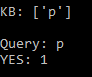 KB: ['p']
Query: p
YES: 1